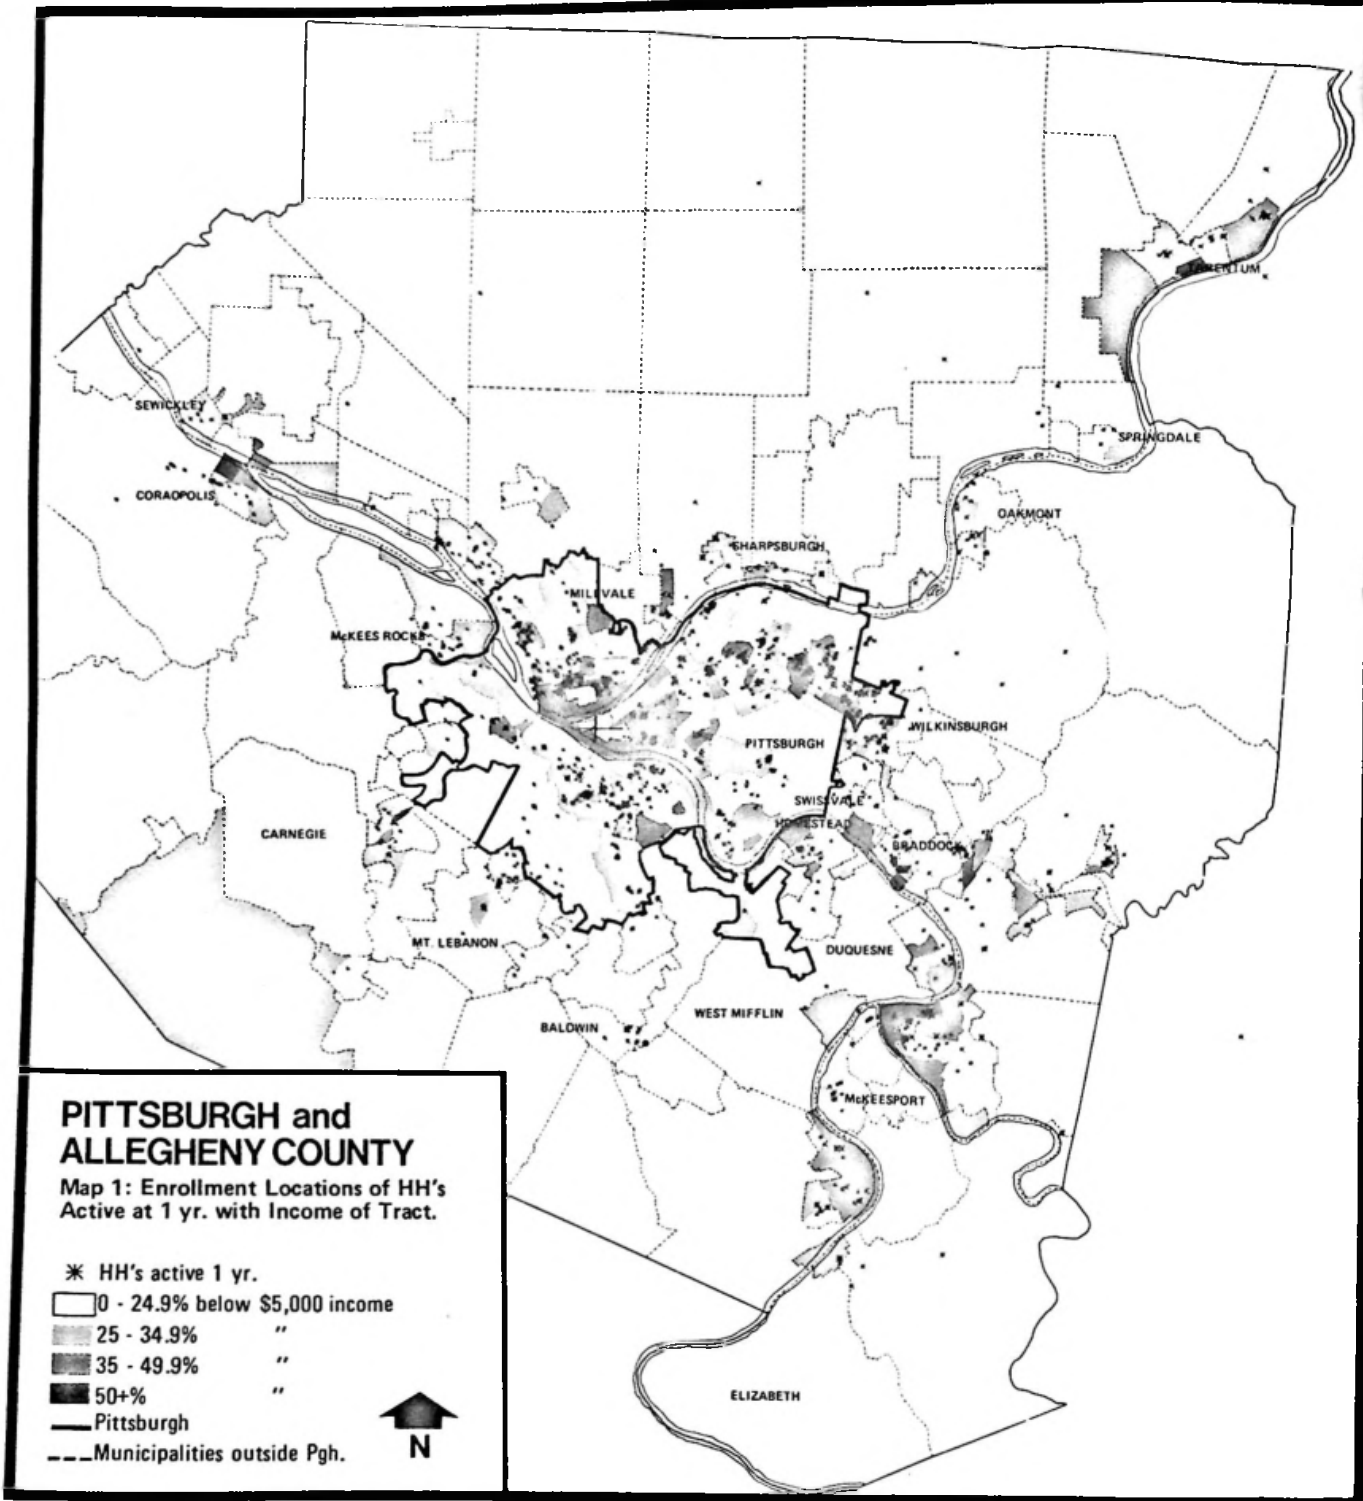 TARENTUM
SEWICKLEY
SPRINGDALE
CORAOPOLIS
OAKMONT
SHARPSBURGH
MILLVALE
McKEES ROCKS
WILKINSBURGH
PITTSBURGH
SWISSVALE
HOMESTEAD
CARNEGIE
BRADDOCK
MT. LEBANON
DUQUESNE
WEST MIFFLIN
BALDWIN
McKEESPORT
ELIZABETH
PITTSBURGH and
ALLEGHENY COUNTY
Map 1: Enrollment Locations of HH's
Active at 1 yr. with Income of Tract.
HH's active 1 yr.
0 - 24.9% below $5,000 income
25 - 34.9% "
35 - 49.9% "
50+% "
Pittsburgh
Municipalities outside Pgh.
N